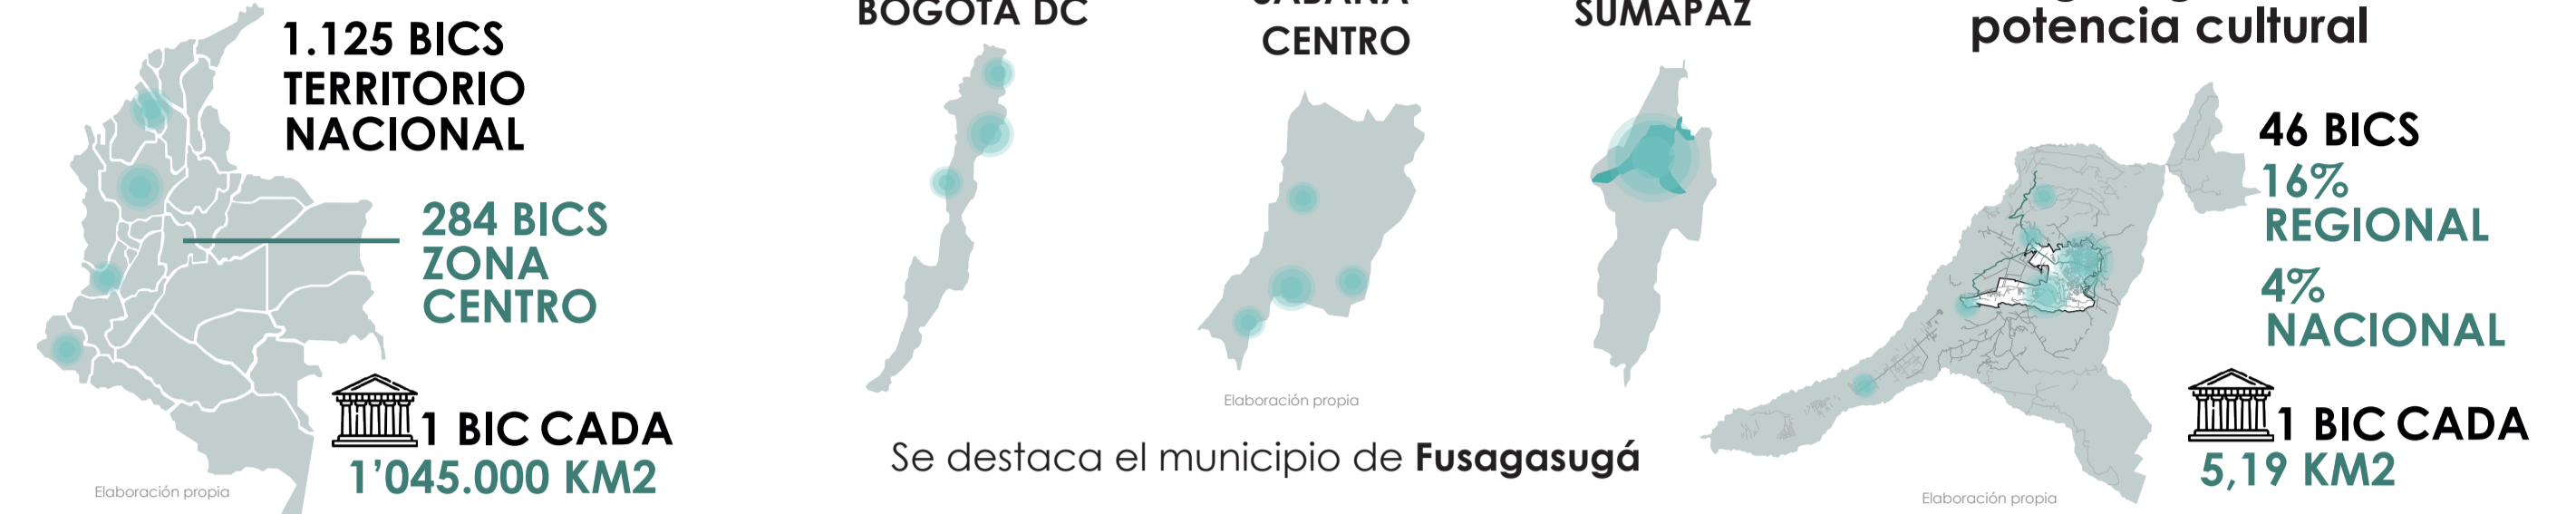 1.125 BICS
TERRITORIO
NACIONAL
284 BICS
ZONA
CENTRO
1 BIC CADA
1’045.000 KM2
Elaboración propia
BOGOTÁ DC
SABANA
CENTRO
SUMAPAZ
Elaboración propia
Se destaca el municipio de Fusagasugá
potencia cultural
46 BICS
16%
REGIONAL
4%
NACIONAL
1 BIC CADA
5,19 KM2
Elaboración propia